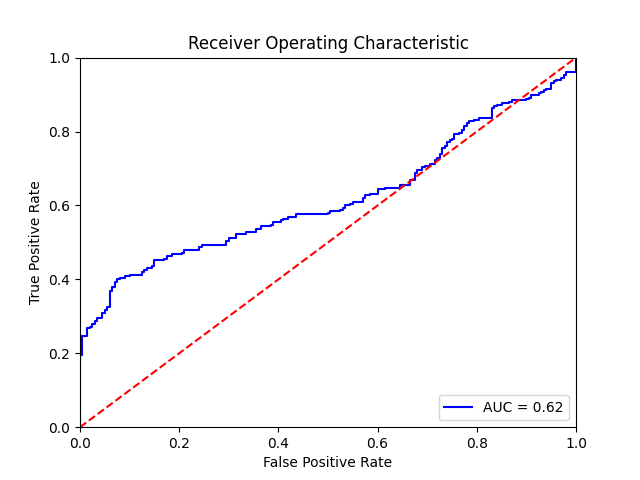 Receiver Operating Characteristic
True Positive Rate
1.0
0.8
0.6
0.4
0.2
0.0
AUC = 0.62
0.0 0.2 0.4 0.6 0.8 1.0
False Positive Rate